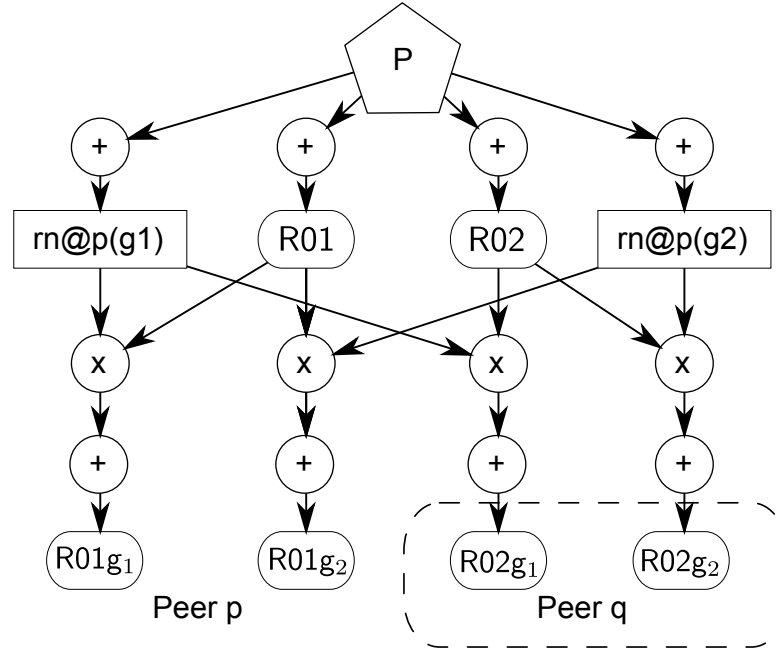 P
+ + + +
rn@p(g1) R01 R02 rn@p(g2)
x x x x
+ + + +
R01g₁ R01g₂ R02g₁ R02g₂
Peer p Peer q